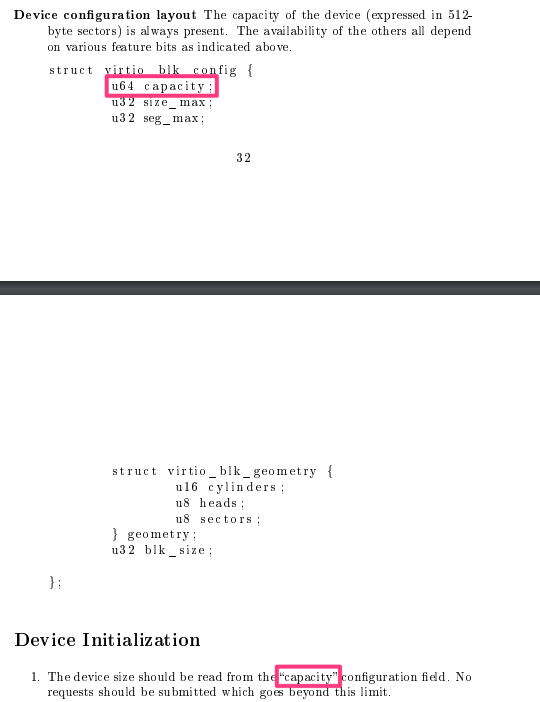 Device configuration layout The capacity of the device (expressed in 512-
byte sectors) is always present. The availability of the others all depend
on various feature bits as indicated above.
struct virtio_blk_config {
u64 capacity;
u32 size_max;
u32 seg_max;
32
struct virtio_blk_geometry {
u16 cylinders;
u8 heads;
u8 sectors;
} geometry;
u32 blk_size;
};
Device Initialization
1. The device size should be read from the “capacity” configuration field. No
requests should be submitted which goes beyond this limit.